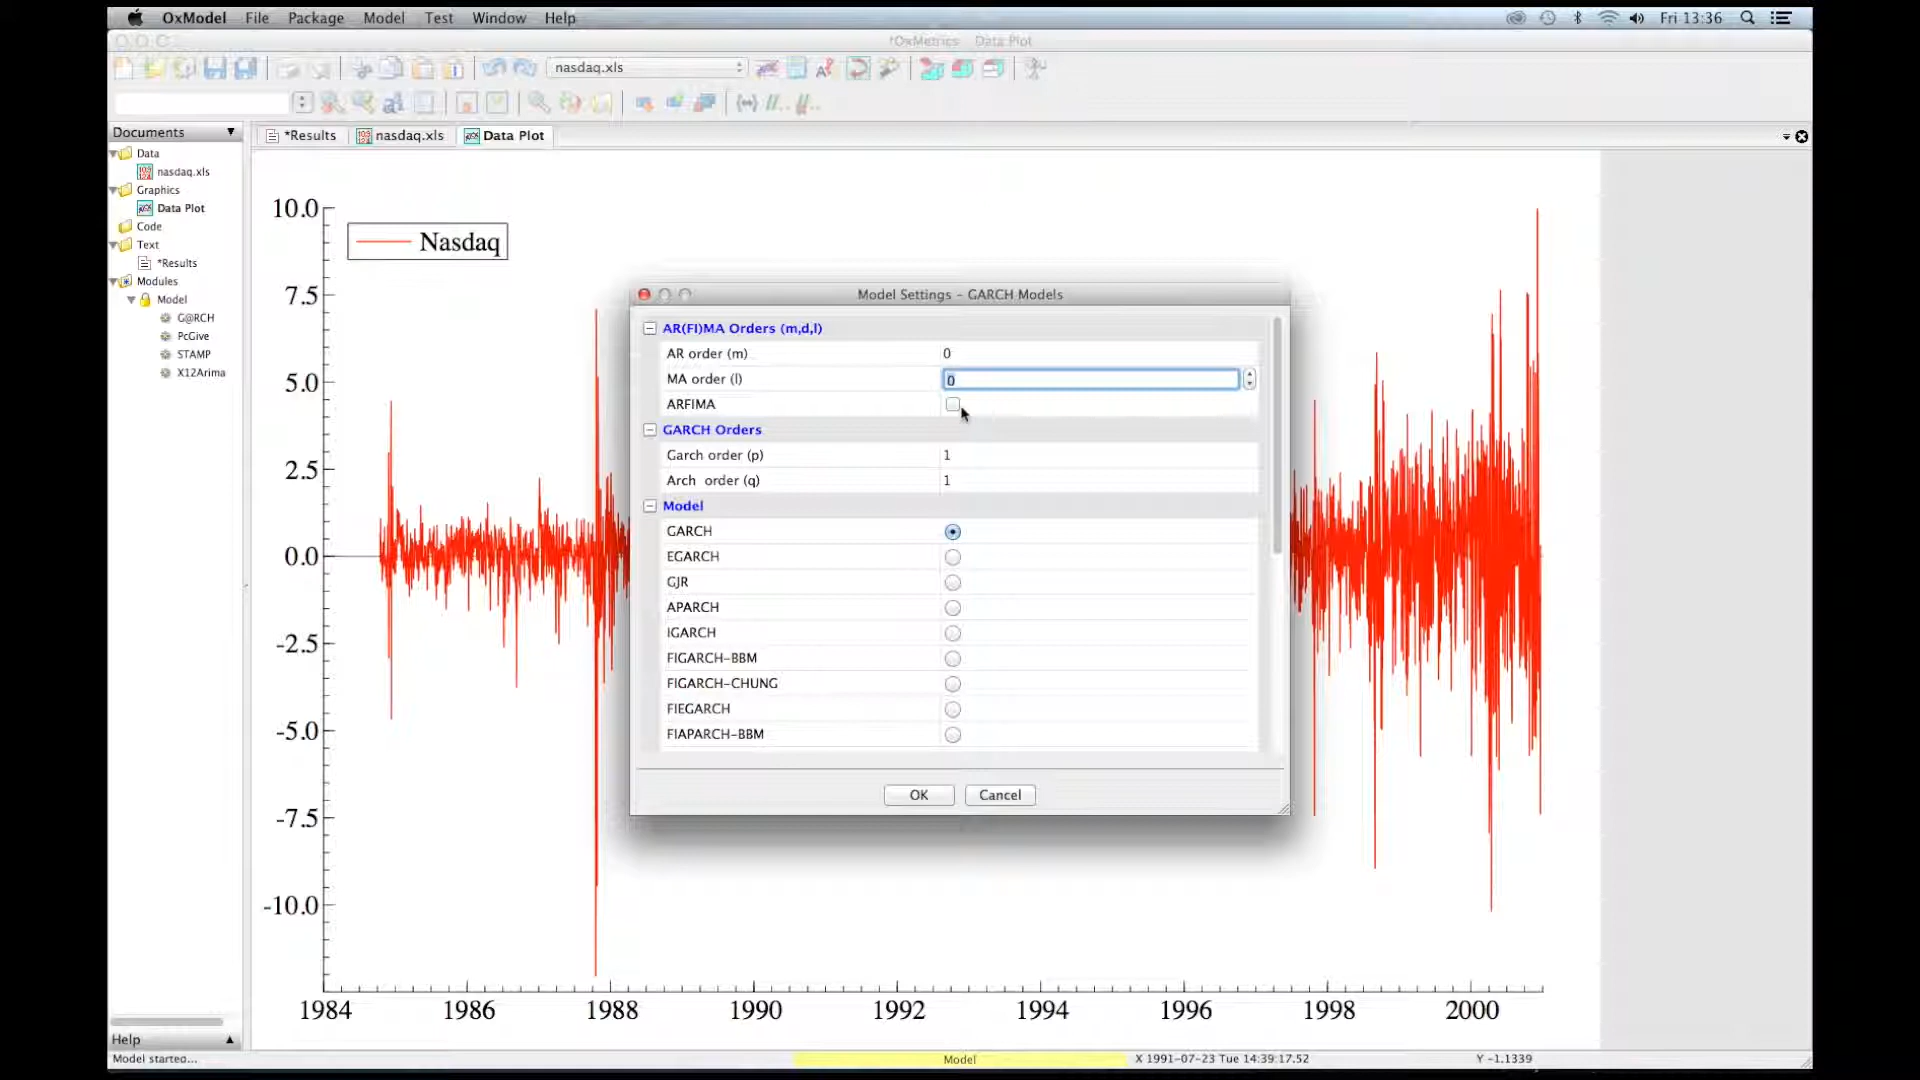 OxModel File Package Model Test Window Help
Fri 13:36
*OxMetrics - Data Plot
nasdaq.xls
Documents
*Results
nasdaq.xls
Data Plot
Data
nasdaq.xls
Graphics
Data Plot
Code
Text
*Results
Modules
Model
G@RCH
PcGive
STAMP
X12Arima
Help
10.0
7.5
5.0
2.5
0.0
-2.5
-5.0
-7.5
-10.0
Nasdaq
1984 1986 1988 1990 1992 1994 1996 1998 2000
Model Settings - GARCH Models
AR(FI)MA Orders (m,d,l)
AR order (m) 0
MA order (l) 0
ARFIMA
GARCH Orders
Garch order (p) 1
Arch order (q) 1
Model
GARCH
EGARCH
GJR
APARCH
IGARCH
FIGARCH-BBM
FIGARCH-CHUNG
FIEGARCH
FIAPARCH-BBM
OK Cancel
Model started...
Model
X 1991-07-23 Tue 14:39:17.52
Y -1.1339